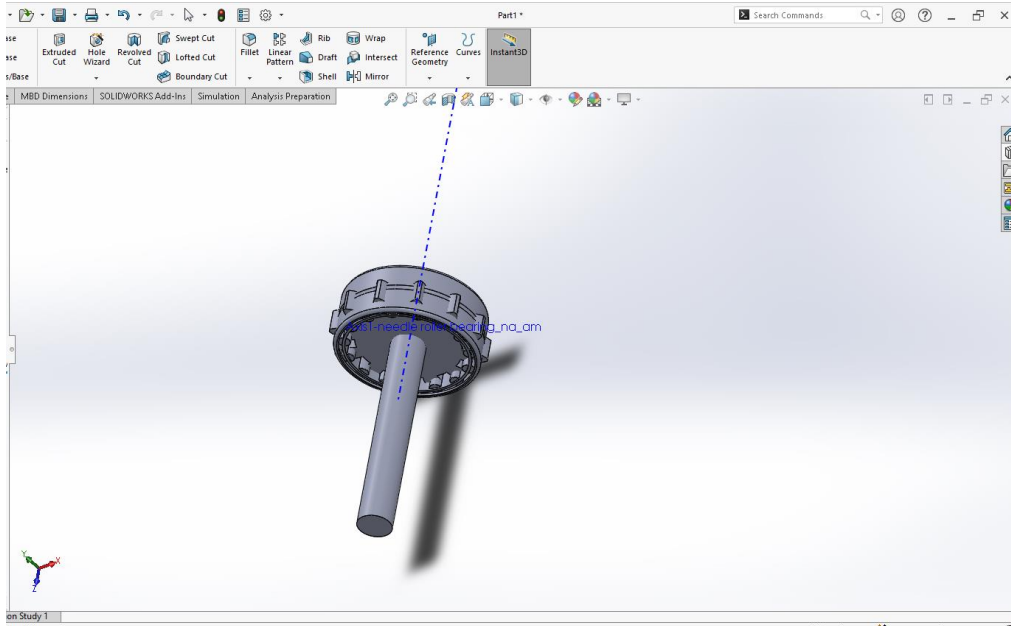 Part1 *
Search Commands
Extruded Cut
Hole Wizard
Revolved Cut
Swept Cut
Lofted Cut
Boundary Cut
Fillet
Linear Pattern
Rib
Draft
Shell
Wrap
Intersect
Mirror
Reference Geometry
Curves
Instant3D
s/Base
MBD Dimensions
SOLIDWORKS Add-Ins
Simulation
Analysis Preparation
needle roller bearing_na_am
Y
X
Z
on Study 1